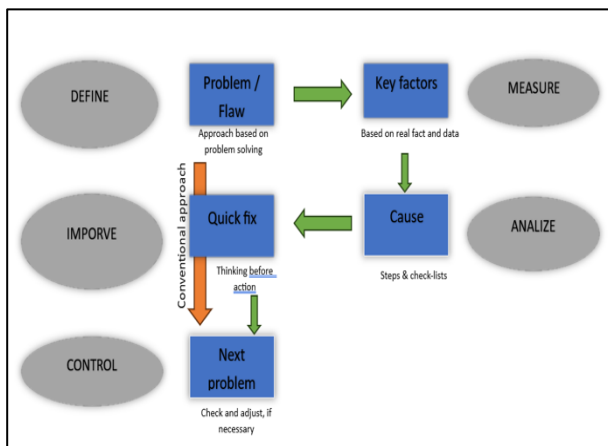 DEFINE
Problem /
Flaw
Key factors
MEASURE
Approach based on
problem solving
Based on real fact and data
Conventional approach
IMPORVE
Quick fix
Cause
ANALIZE
Thinking before
action
Steps & check-lists
CONTROL
Next
problem
Check and adjust, if
necessary